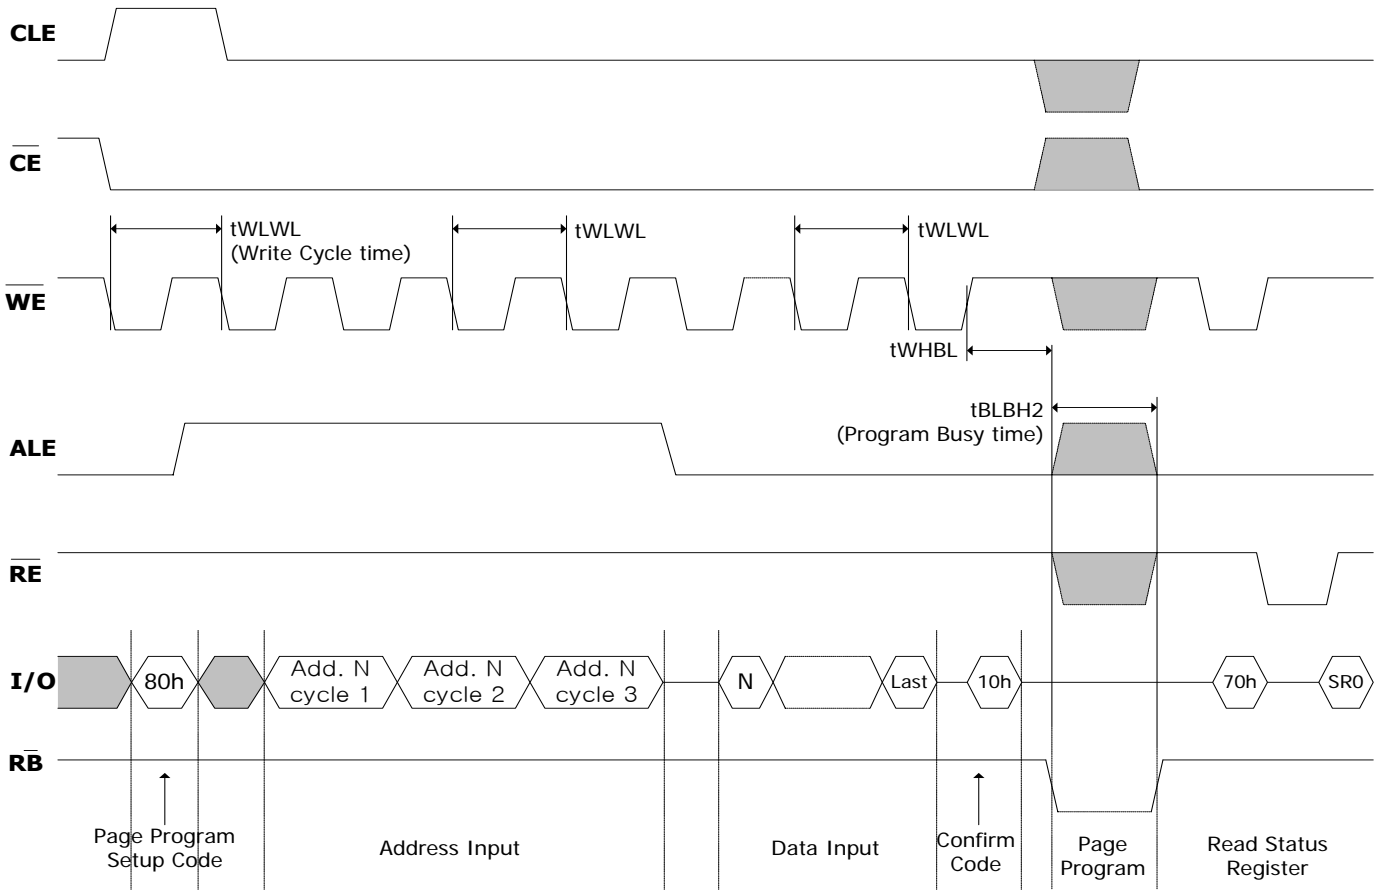 CLE
CE
tWLWL
(Write Cycle time)
tWLWL
tWLWL
WE
tWHBL
tBLBH2
(Program Busy time)
ALE
RE
I/O
80h
Add. N
cycle 1
Add. N
cycle 2
Add. N
cycle 3
N
Last
10h
70h
SR0
RB
Page Program
Setup Code
Address Input
Data Input
Confirm
Code
Page
Program
Read Status
Register